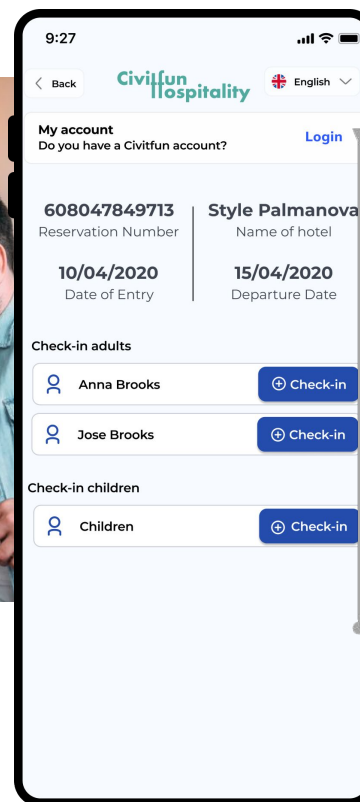 9:27
Back
Civitfun
Hospitality
English
My account
Do you have a Civitfun account?
Login
608047849713
Reservation Number
Style Palmanova
Name of hotel
10/04/2020
Date of Entry
15/04/2020
Departure Date
Check-in adults
Anna Brooks
Check-in
Jose Brooks
Check-in
Check-in children
Children
Check-in